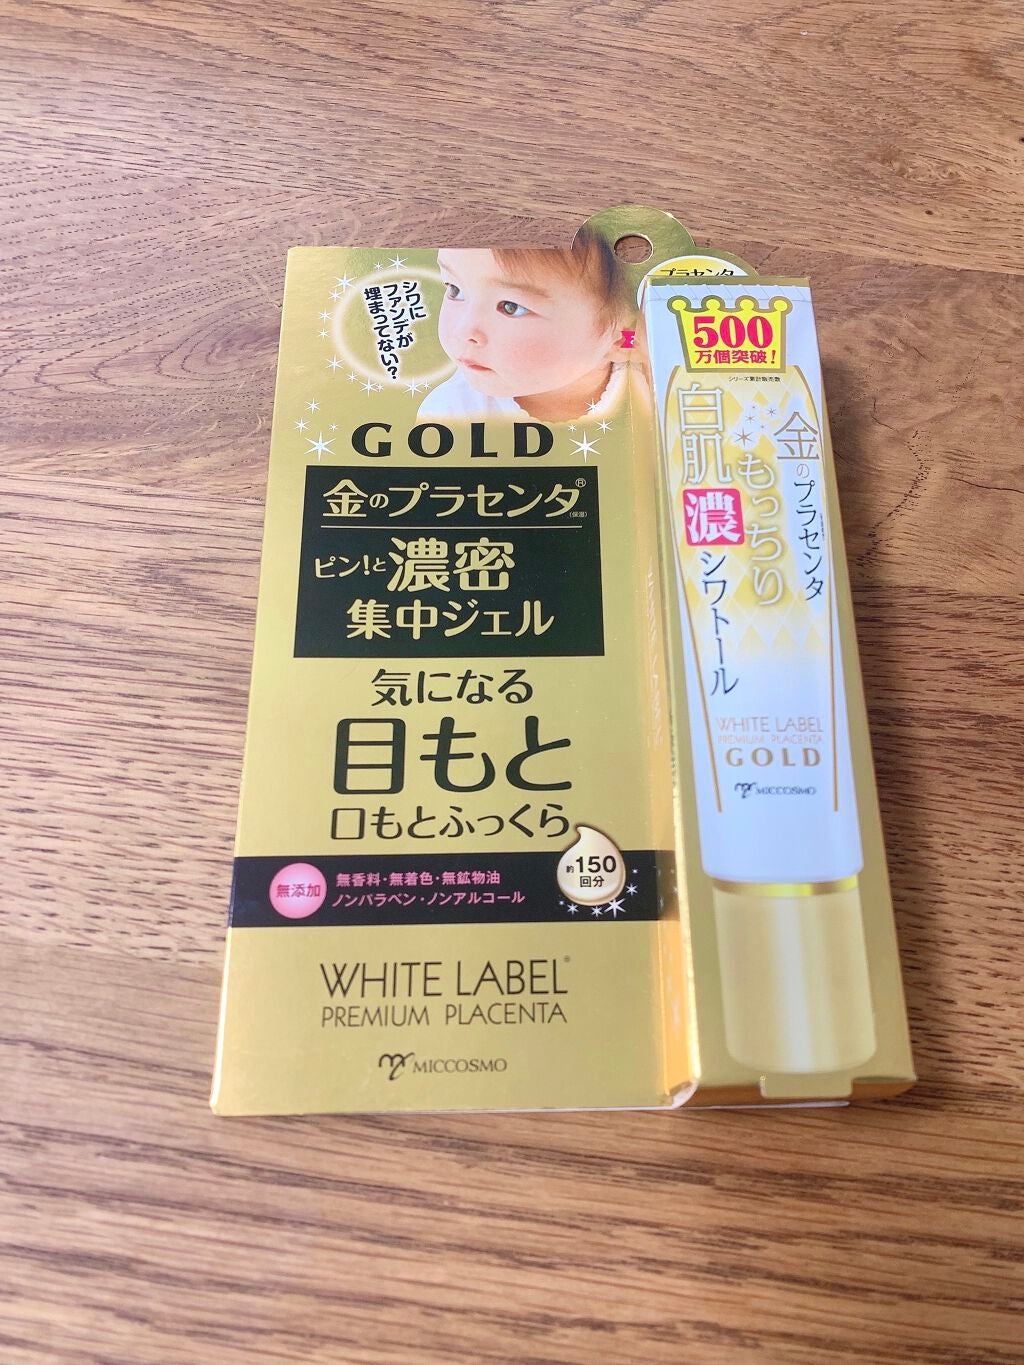 シワに
ファンデが
埋まってない？
GOLD
金のプラセンタ®
(保湿)
ピン！と濃密
集中ジェル
気になる
目もと
口もとふっくら
約150
回分
無添加
無香料・無着色・無鉱物油
ノンパラベン・ノンアルコール
WHITE LABEL®
PREMIUM PLACENTA
MICCOSMO
プラセンタ
500
万個突破！
シリーズ累計販売数
金のプラセンタ
もっちり
白肌濃シワトール
WHITE LABEL
PREMIUM PLACENTA
GOLD
MICCOSMO